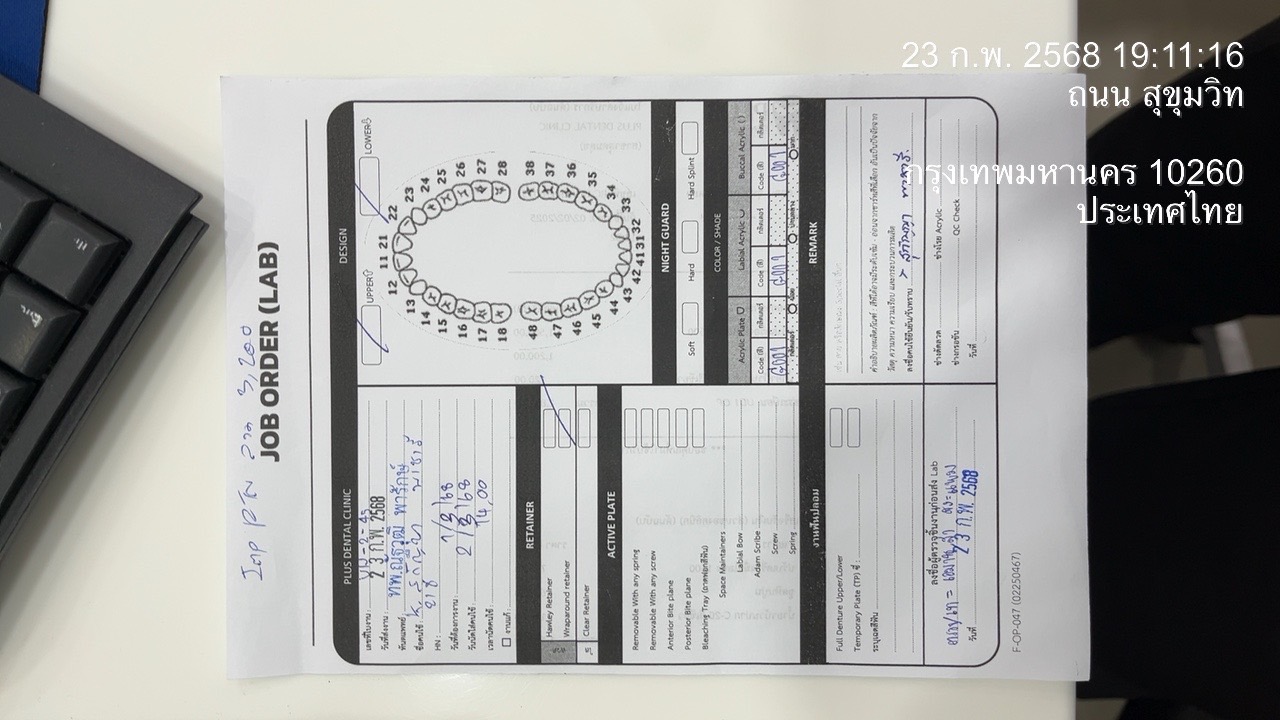 Imp RTN ลาด 3,200
JOB ORDER (LAB)
PLUS DENTAL CLINIC
เลขที่ใบงาน :
วันที่ส่งงาน : 23 ก.พ. 2568
ทันตแพทย์ : ทพ.ณัฐวุฒิ พารักษ์
ชื่อคนไข้ :
HN :
วันที่ต้องการงาน : 1/3/68
วันนัดใส่คนไข้ : 2/3/68
เวลานัดคนไข้ : 14,00
งานแก้ :
RETAINER
ลวด
Hawley Retainer
Wraparound retainer
ใส
Clear Retainer
ACTIVE PLATE
Removable With any spring
Removable With any screw
Anterior Bite plane
Posterior Bite plane
Bleaching Tray (ถาดฟอกสีฟัน)
Space Maintainers
Labial Bow
Adam Scribe
Screw
Spring
งานฟันปลอม
Full Denture Upper/Lower
Temporary Plate (TP) ซี่ :
ระบุเฉดสีฟัน
ลงชื่อผู้ตรวจชิ้นงานก่อนส่ง Lab
วันที่ 23 ก.พ. 2568
DESIGN
UPPER LOWER
11 21
12 22
13 23
14 24
15 25
16 26
17 27
18 28
48 38
47 37
46 36
45 35
44 34
43 33
42 41 31 32
NIGHT GUARD
Soft Hard Hard Splint
COLOR / SHADE
Acrylic Plate Labial Acrylic Buccal Acrylic ( )
Code (สี) กลิตเตอร์ Code (สี) กลิตเตอร์ Code (สี) กลิตเตอร์
G001 G001 G001
กลิตเตอร์ น้อย ปานกลาง มาก
REMARK
คำอธิบายผลิตภัณฑ์ : สีที่ได้อาจมีระดับเข้ม - อ่อนจากชาร์ทสีที่เลือก อันเป็นปัจจัยจาก
วัสดุ ความหนา ความเรียบ และกระบวนการผลิต
ลงชื่อคนไข้ยืนยัน/รับทราบ สุกัญญา
ช่างดัดลวด ช่างโรย Acrylic
ช่างกรอขัด QC Check
วันที่
F-OP-047 (02250467)
23 ก.พ. 2568 19:11:16
ถนน สุขุมวิท
กรุงเทพมหานคร 10260
ประเทศไทย